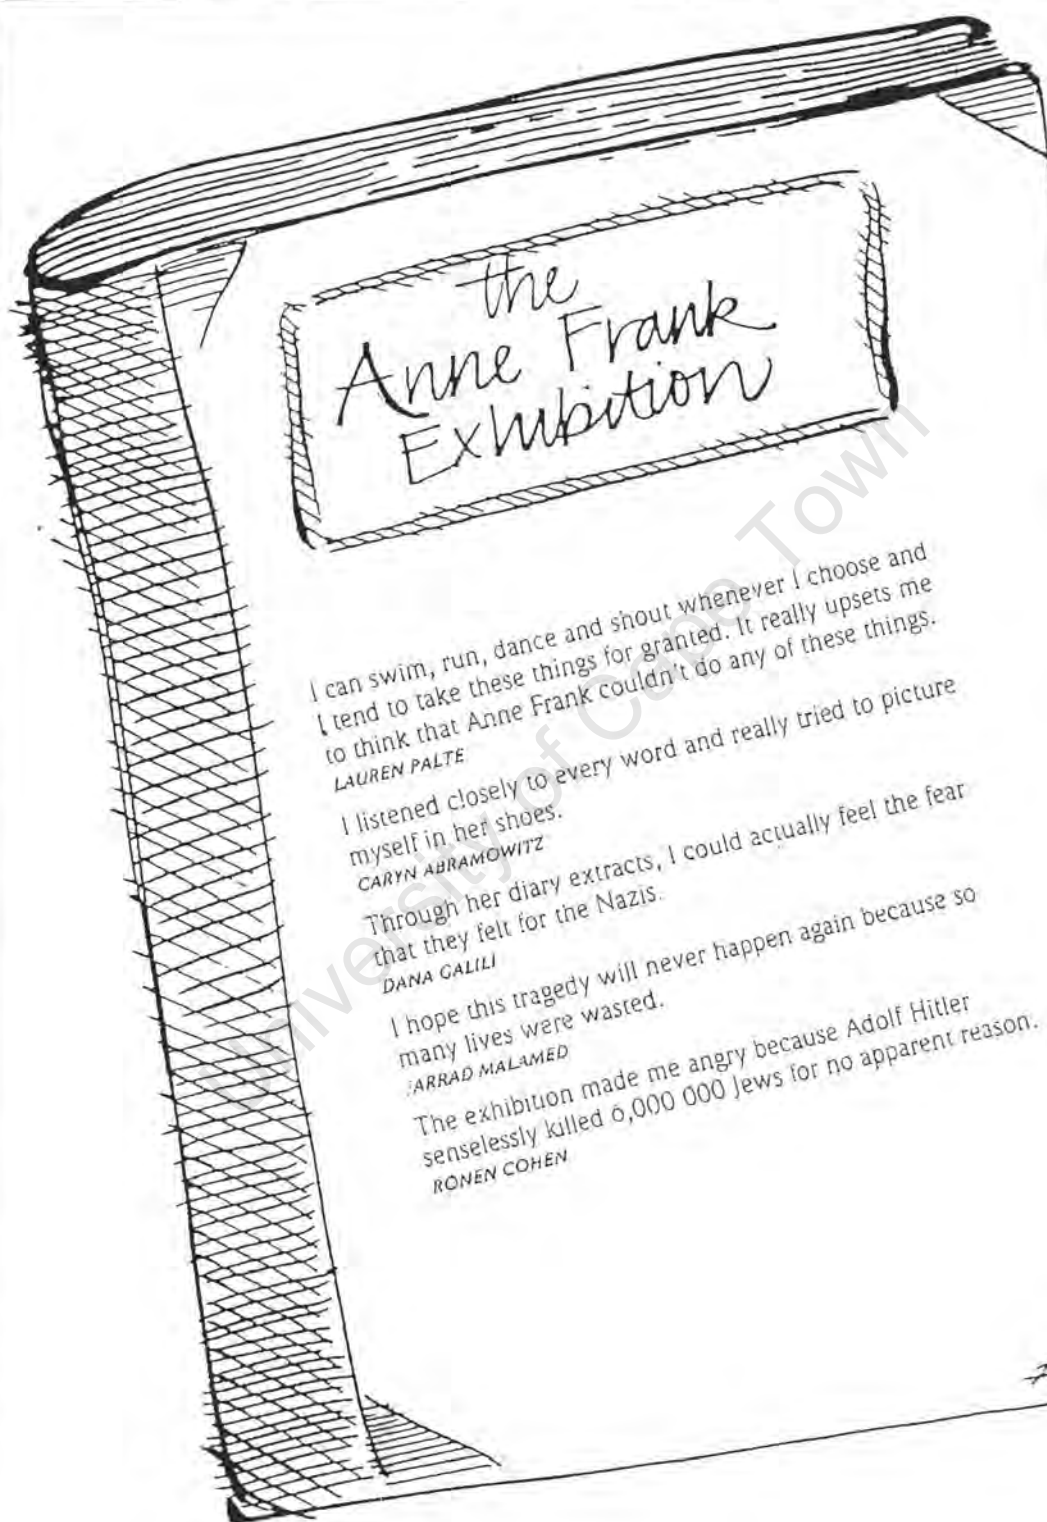 the
Anne Frank
Exhibition
I can swim, run, dance and shout whenever I choose and
I tend to take these things for granted. It really upsets me
to think that Anne Frank couldn't do any of these things.
LAUREN PALTE
I listened closely to every word and really tried to picture
myself in her shoes.
CARYN ABRAMOWITZ
Through her diary extracts, I could actually feel the fear
that they felt for the Nazis.
DANA GALILI
I hope this tragedy will never happen again because so
many lives were wasted.
ARRAD MALAMED
The exhibition made me angry because Adolf Hitler
senselessly killed 6,000 000 Jews for no apparent reason.
RONEN COHEN
University of Cape Town